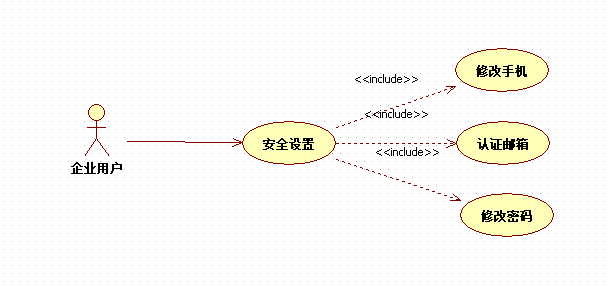 <<include>>
修改手机
<<include>>
安全设置
认证邮箱
<<include>>
企业用户
修改密码